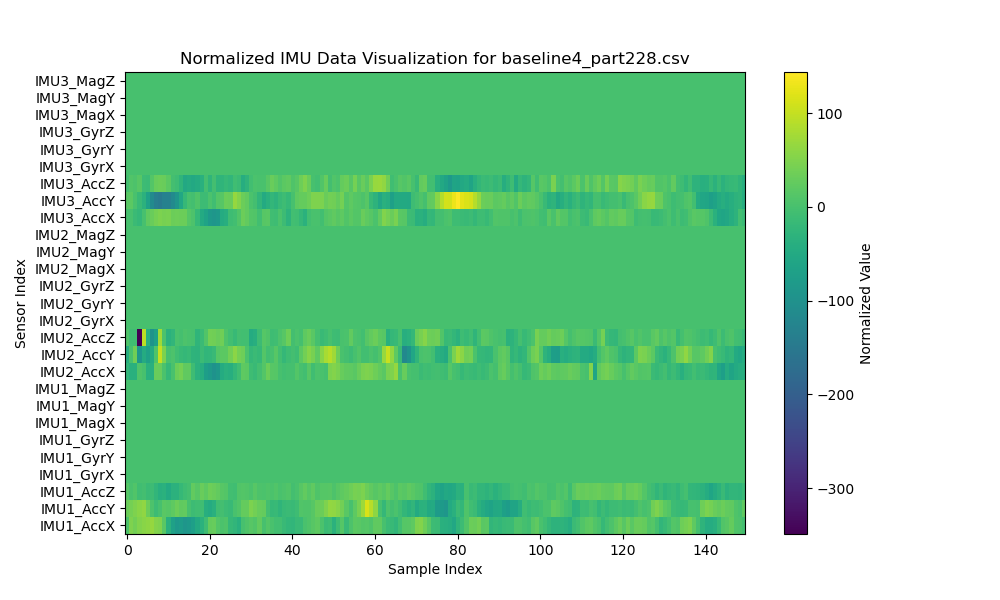 Normalized IMU Data Visualization for baseline4_part228.csv
IMU3_MagZ
IMU3_MagY
IMU3_MagX
IMU3_GyrZ
IMU3_GyrY
IMU3_GyrX
IMU3_AccZ
IMU3_AccY
IMU3_AccX
IMU2_MagZ
IMU2_MagY
IMU2_MagX
IMU2_GyrZ
IMU2_GyrY
IMU2_GyrX
IMU2_AccZ
IMU2_AccY
IMU2_AccX
IMU1_MagZ
IMU1_MagY
IMU1_MagX
IMU1_GyrZ
IMU1_GyrY
IMU1_GyrX
IMU1_AccZ
IMU1_AccY
IMU1_AccX
Sensor Index
0 20 40 60 80 100 120 140
Sample Index
100
0
−100
−200
−300
Normalized Value